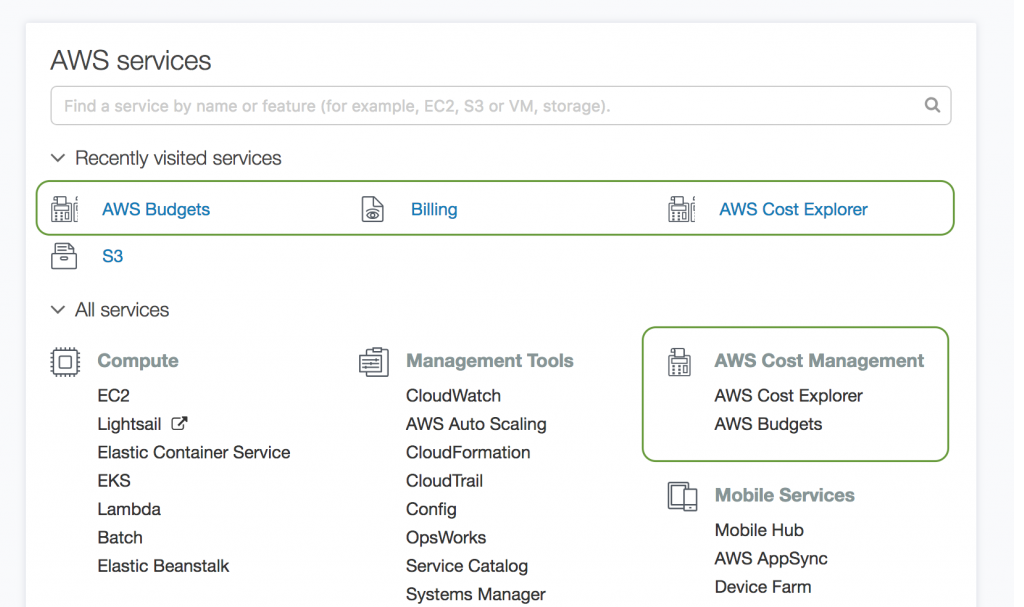 AWS services
Find a service by name or feature (for example, EC2, S3 or VM, storage).
Recently visited services
AWS Budgets
Billing
AWS Cost Explorer
S3
All services
Compute
EC2
Lightsail
Elastic Container Service
EKS
Lambda
Batch
Elastic Beanstalk
Management Tools
CloudWatch
AWS Auto Scaling
CloudFormation
CloudTrail
Config
OpsWorks
Service Catalog
Systems Manager
AWS Cost Management
AWS Cost Explorer
AWS Budgets
Mobile Services
Mobile Hub
AWS AppSync
Device Farm